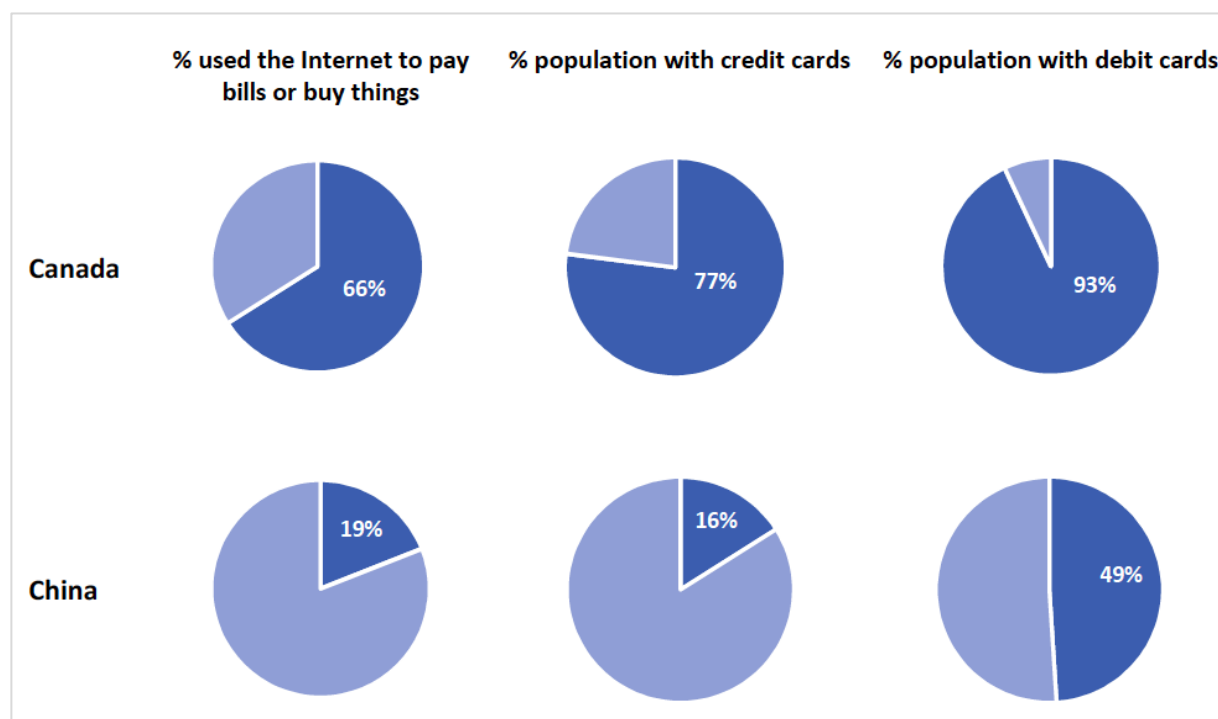 % used the Internet to pay
bills or buy things
% population with credit cards
% population with debit cards
Canada
66%
77%
93%
China
19%
16%
49%